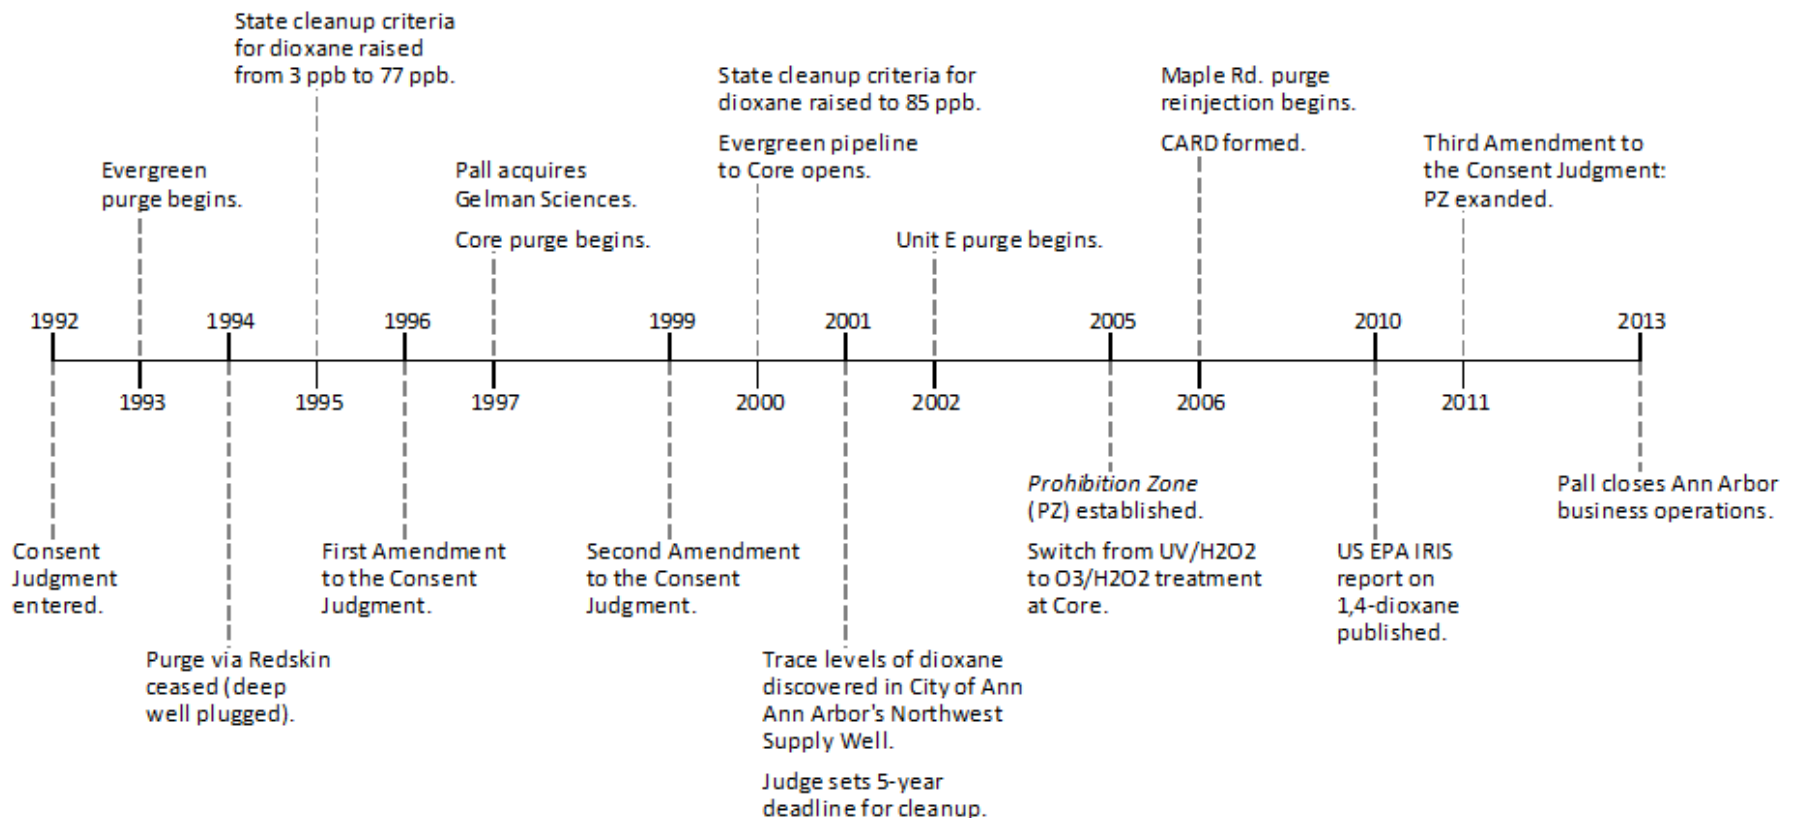 State cleanup criteria
for dioxane raised
from 3 ppb to 77 ppb.
State cleanup criteria for
dioxane raised to 85 ppb.
Evergreen pipeline
to Core opens.
Maple Rd. purge
reinjection begins.
CARD formed.
Evergreen
purge begins.
Pall acquires
Gelman Sciences.
Core purge begins.
Unit E purge begins.
Third Amendment to
the Consent Judgment:
PZ exanded.
1992
1994
1996
1999
2001
2005
2010
2013
1993
1995
1997
2000
2002
2006
2011
Consent
Judgment
entered.
Purge via Redskin
ceased (deep
well plugged).
First Amendment
to the Consent
Judgment.
Second Amendment
to the Consent
Judgment.
Trace levels of dioxane
discovered in City of Ann
Ann Arbor's Northwest
Supply Well.
Judge sets 5-year
deadline for cleanup.
Prohibition Zone
(PZ) established.
Switch from UV/H2O2
to O3/H2O2 treatment
at Core.
US EPA IRIS
report on
1,4-dioxane
published.
Pall closes Ann Arbor
business operations.